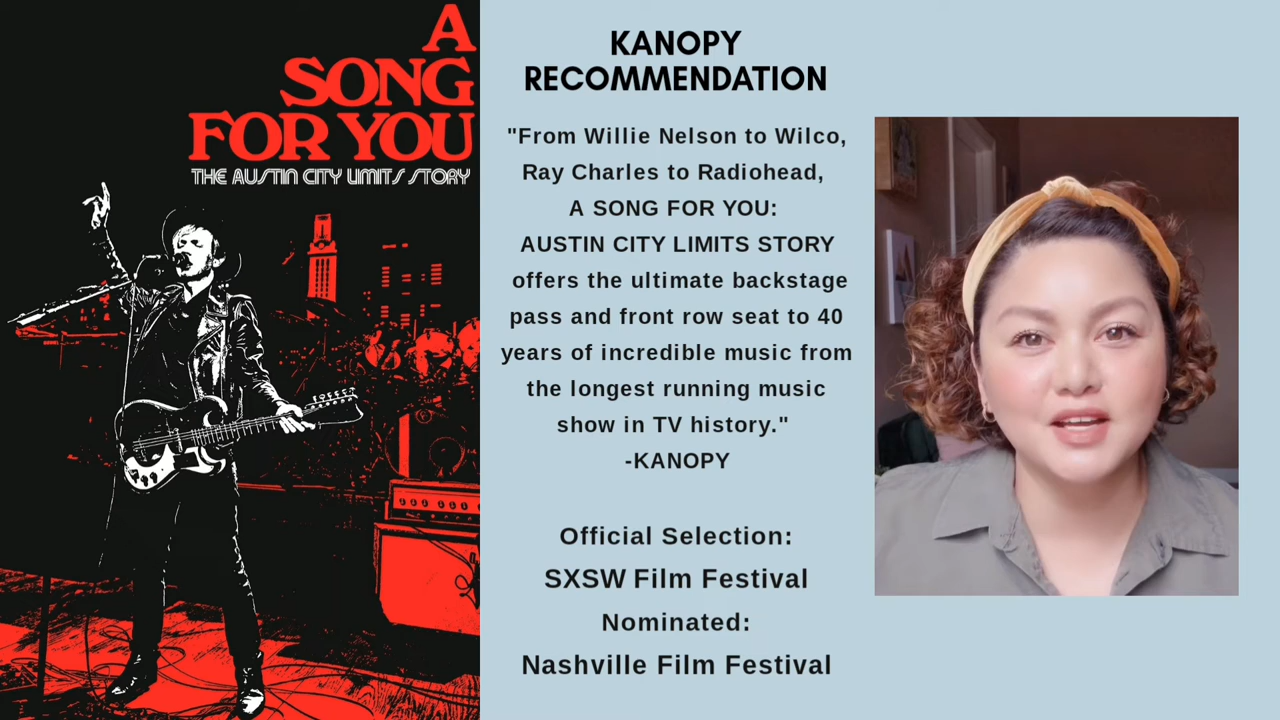 A
SONG
FOR YOU
THE AUSTIN CITY LIMITS STORY
KANOPY
RECOMMENDATION
"From Willie Nelson to Wilco,
Ray Charles to Radiohead,
A SONG FOR YOU:
AUSTIN CITY LIMITS STORY
offers the ultimate backstage
pass and front row seat to 40
years of incredible music from
the longest running music
show in TV history."
-KANOPY
Official Selection:
SXSW Film Festival
Nominated:
Nashville Film Festival